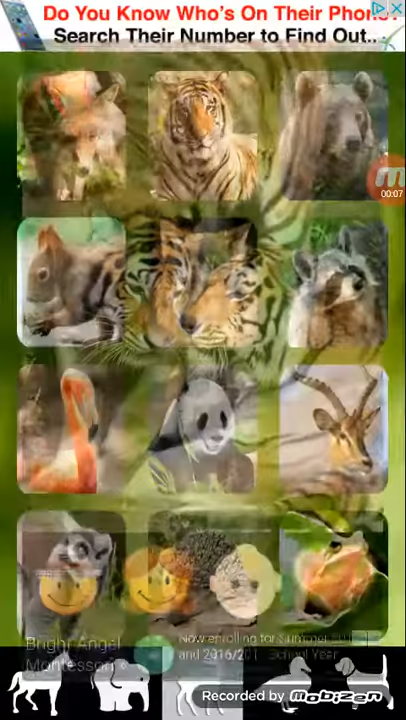 Do You Know Who's On Their Phone
Search Their Number to Find Out...
00:07
Bright Angel
Montessori
Now enrolling for Summer
and 2016/201 School Year
Recorded by Mobizen